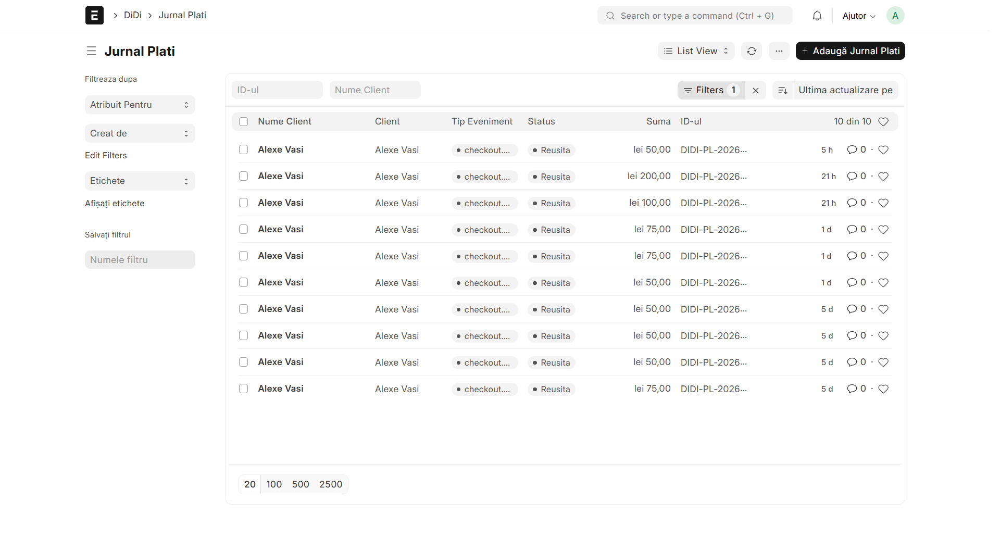 DiDi Jurnal Plati
Search or type a command (Ctrl + G)
Ajutor
A
Jurnal Plati
List View
Adaugă Jurnal Plati
Filtreaza dupa
Atribuit Pentru
Creat de
Edit Filters
Etichete
Afișați etichete
Salvați filtrul
Numele filtru
ID-ul Nume Client Filters 1 Ultima actualizare pe
Nume Client Client Tip Eveniment Status Suma ID-ul 10 din 10
Alexe Vasi Alexe Vasi checkout.... Reusita lei 50,00 DIDI-PL-2026... 5 h 0
Alexe Vasi Alexe Vasi checkout.... Reusita lei 200,00 DIDI-PL-2026... 21 h 0
Alexe Vasi Alexe Vasi checkout.... Reusita lei 100,00 DIDI-PL-2026... 21 h 0
Alexe Vasi Alexe Vasi checkout.... Reusita lei 75,00 DIDI-PL-2026... 1 d 0
Alexe Vasi Alexe Vasi checkout.... Reusita lei 75,00 DIDI-PL-2026... 1 d 0
Alexe Vasi Alexe Vasi checkout.... Reusita lei 50,00 DIDI-PL-2026... 1 d 0
Alexe Vasi Alexe Vasi checkout.... Reusita lei 50,00 DIDI-PL-2026... 5 d 0
Alexe Vasi Alexe Vasi checkout.... Reusita lei 50,00 DIDI-PL-2026... 5 d 0
Alexe Vasi Alexe Vasi checkout.... Reusita lei 50,00 DIDI-PL-2026... 5 d 0
Alexe Vasi Alexe Vasi checkout.... Reusita lei 75,00 DIDI-PL-2026... 5 d 0
20 100 500 2500